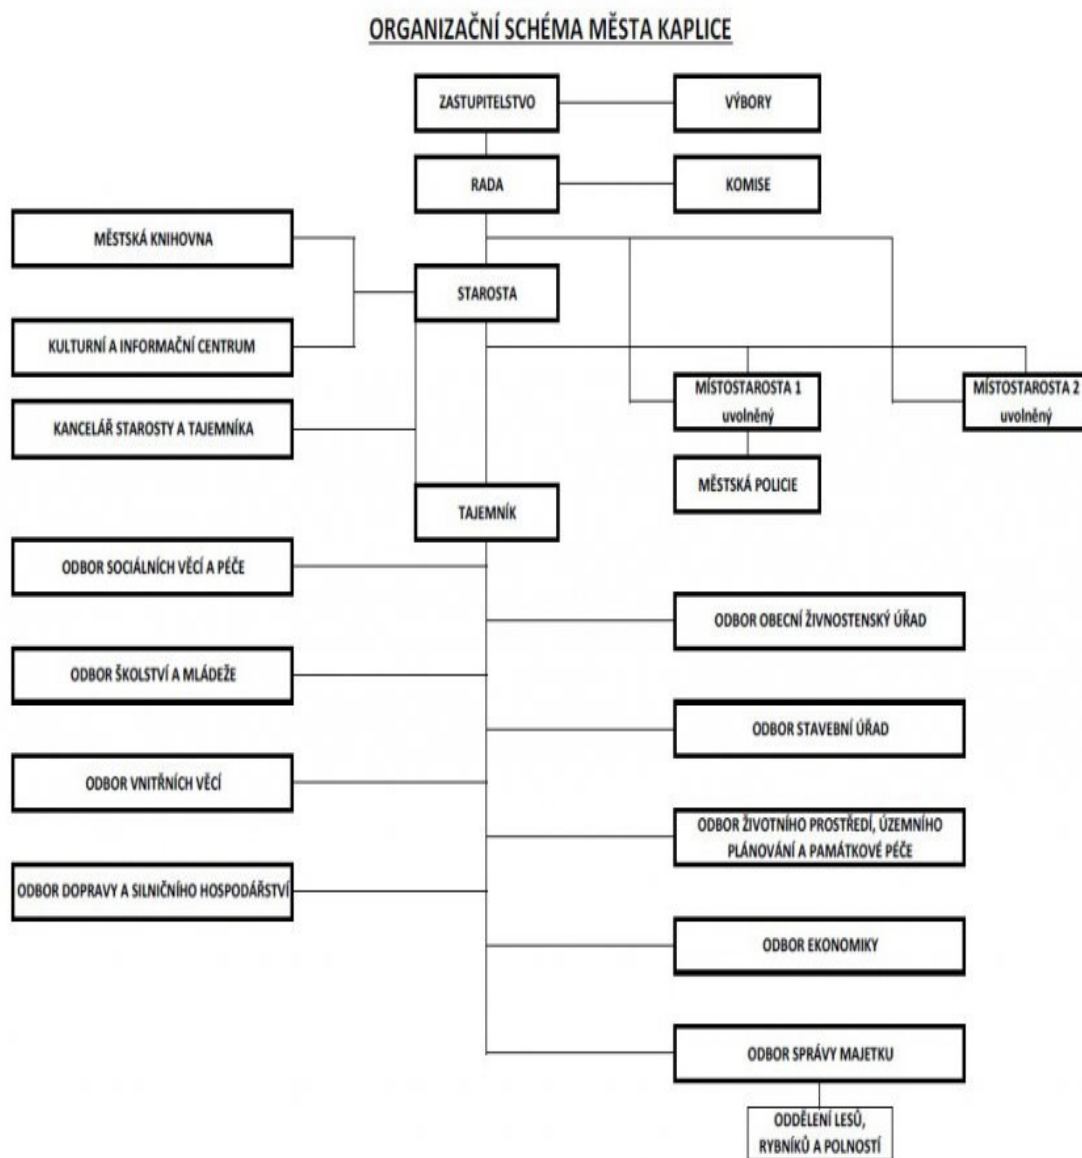 ORGANIZAČNÍ SCHÉMA MĚSTA KAPLICE
ZASTUPITELSTVO
VÝBORY
RADA
KOMISE
MĚSTSKÁ KNIHOVNA
STAROSTA
KULTURNÍ A INFORMAČNÍ CENTRUM
MÍSTOSTAROSTA 1
uvolněný
MÍSTOSTAROSTA 2
uvolněný
KANCELÁŘ STAROSTY A TAJEMNÍKA
MĚSTSKÁ POLICIE
TAJEMNÍK
ODBOR SOCIÁLNÍCH VĚCÍ A PÉČE
ODBOR OBECNÍ ŽIVNOSTENSKÝ ÚŘAD
ODBOR ŠKOLSTVÍ A MLÁDEŽE
ODBOR STAVEBNÍ ÚŘAD
ODBOR VNITŘNÍCH VĚCÍ
ODBOR ŽIVOTNÍHO PROSTŘEDÍ, ÚZEMNÍHO
PLÁNOVÁNÍ A PAMÁTKOVÉ PÉČE
ODBOR DOPRAVY A SILNIČNÍHO HOSPODÁŘSTVÍ
ODBOR EKONOMIKY
ODBOR SPRÁVY MAJETKU
ODDĚLENÍ LESŮ,
RYBNÍKŮ A POLNOSTÍ